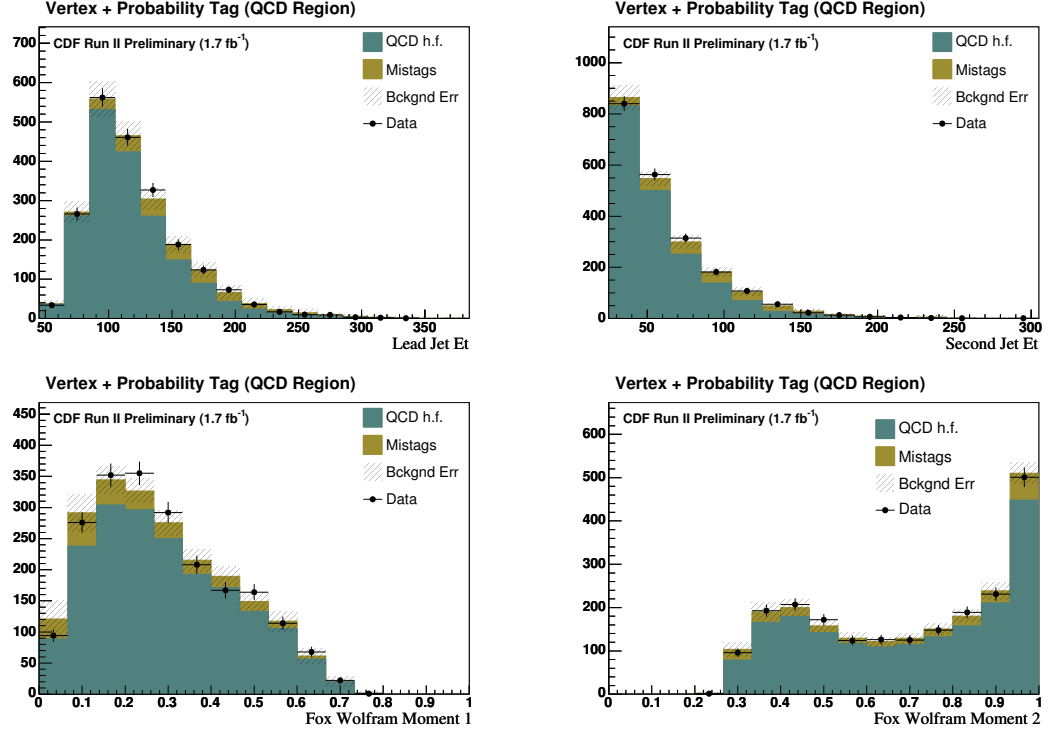 Vertex + Probability Tag (QCD Region)
CDF Run II Preliminary (1.7 fb⁻¹)
QCD h.f.
Mistags
Bckgnd Err
Data
700
600
500
400
300
200
100
0
50 100 150 200 250 300 350
Lead Jet Et
Vertex + Probability Tag (QCD Region)
CDF Run II Preliminary (1.7 fb⁻¹)
QCD h.f.
Mistags
Bckgnd Err
Data
1000
800
600
400
200
0
50 100 150 200 250 300
Second Jet Et
Vertex + Probability Tag (QCD Region)
CDF Run II Preliminary (1.7 fb⁻¹)
QCD h.f.
Mistags
Bckgnd Err
Data
450
400
350
300
250
200
150
100
50
0
0 0.1 0.2 0.3 0.4 0.5 0.6 0.7 0.8 0.9 1
Fox Wolfram Moment 1
Vertex + Probability Tag (QCD Region)
CDF Run II Preliminary (1.7 fb⁻¹)
QCD h.f.
Mistags
Bckgnd Err
Data
600
500
400
300
200
100
0
0 0.1 0.2 0.3 0.4 0.5 0.6 0.7 0.8 0.9 1
Fox Wolfram Moment 2